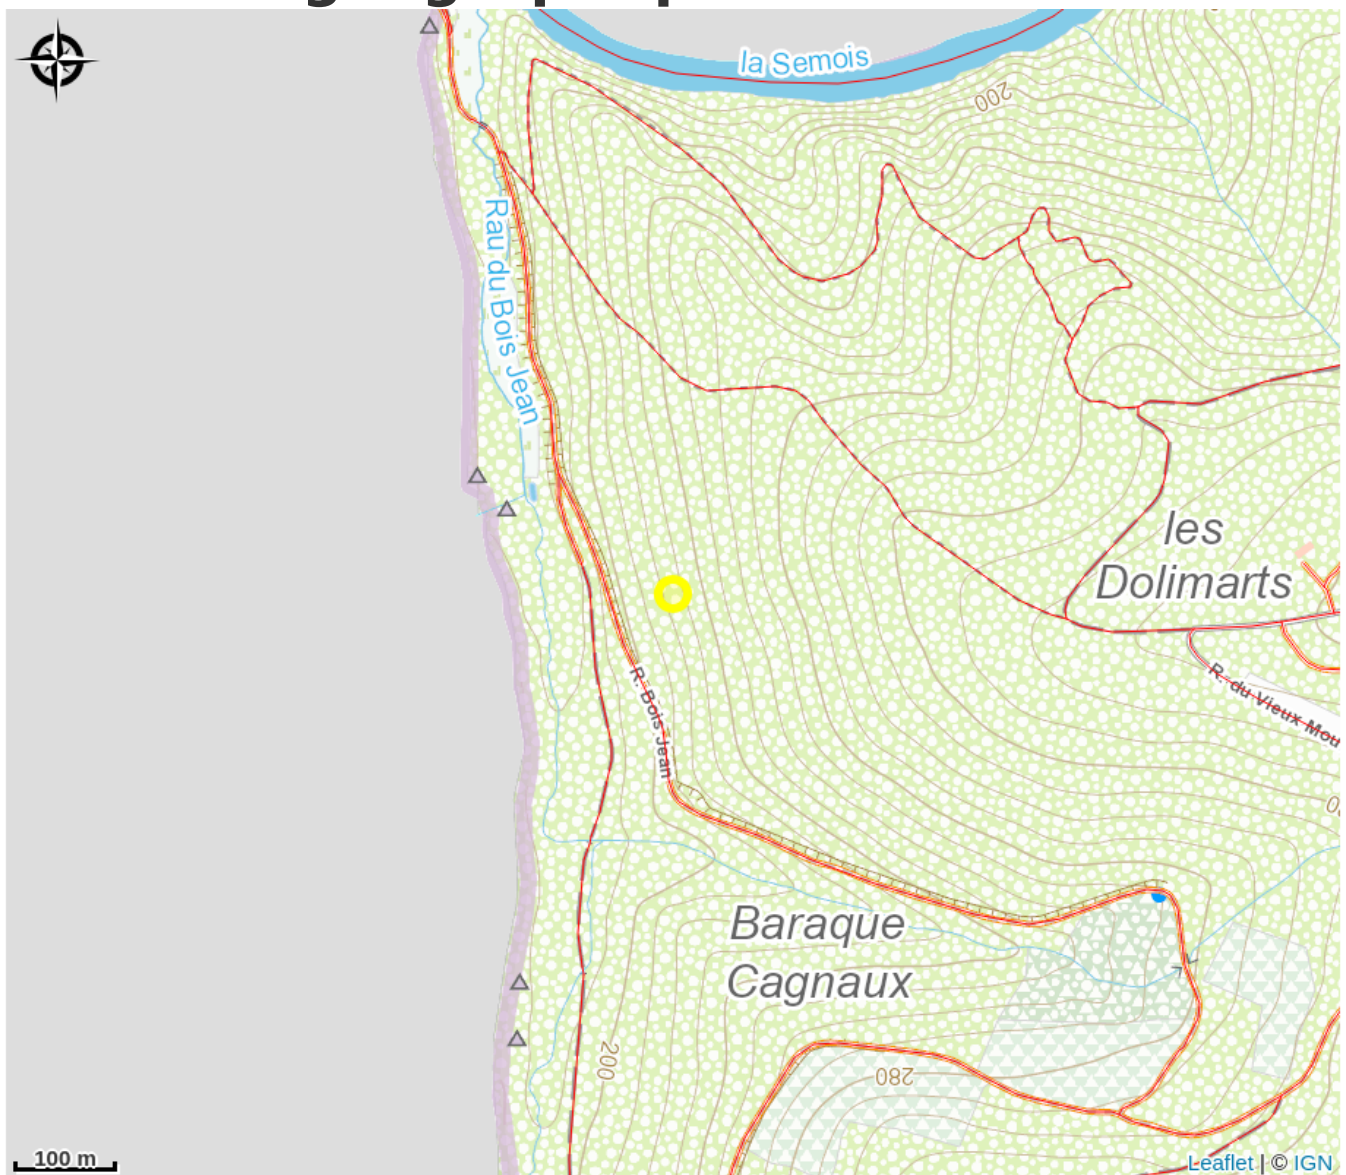 la Semois
200
Rau du Bois Jean
les
Dolimarts
R. du Vieux Mou
R. Bois Jean
Baraque
Cagnaux
200
280
100 m
Leaflet | © IGN